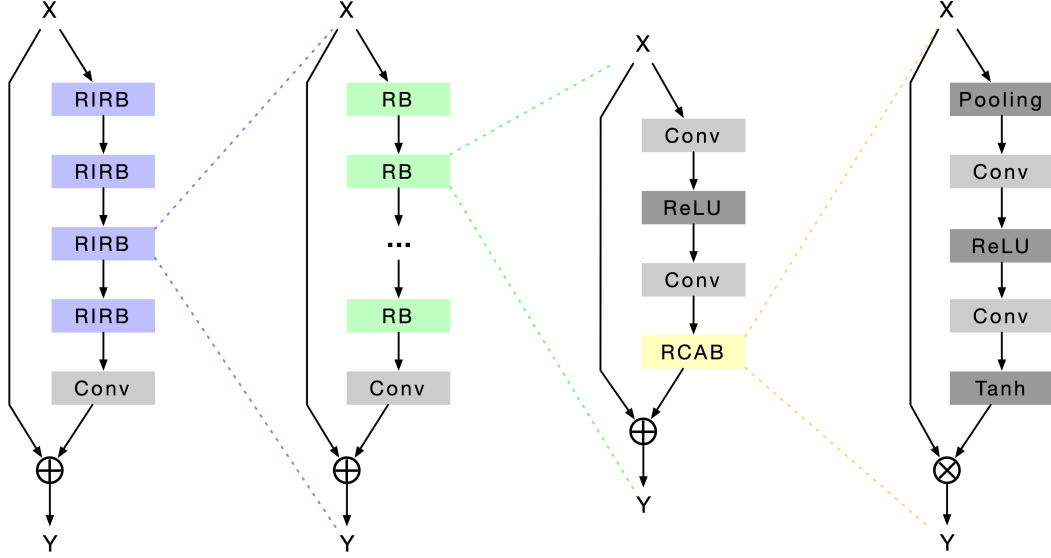 X
RIRB
RIRB
RIRB
RIRB
Conv
Y
X
RB
RB
...
RB
Conv
Y
X
Conv
ReLU
Conv
RCAB
Y
X
Pooling
Conv
ReLU
Conv
Tanh
Y